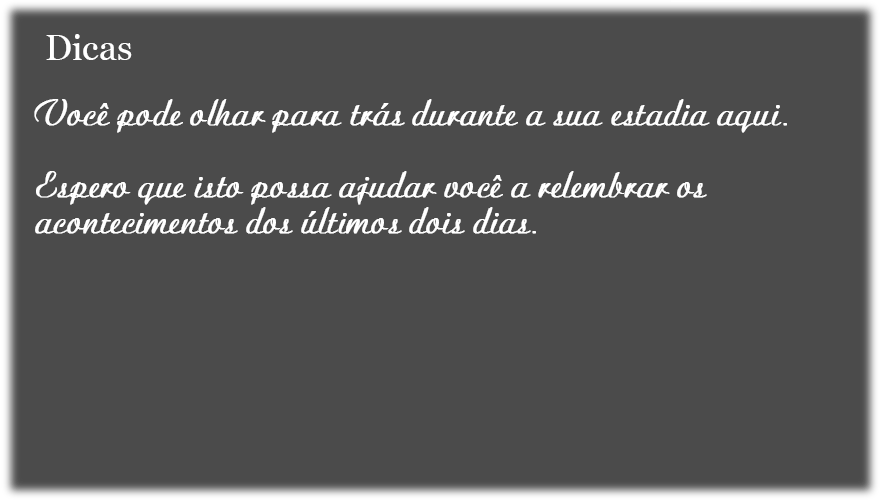 Dicas
Você pode olhar para trás durante a sua estadia aqui.
Espero que isto possa ajudar você a relembrar os
acontecimentos dos últimos dois dias.